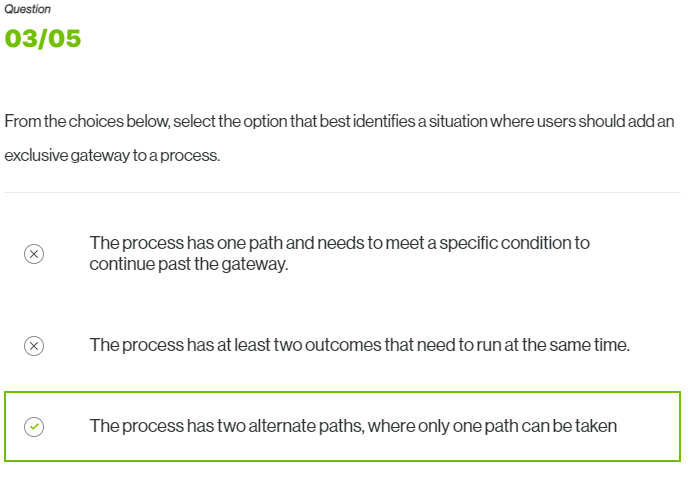 Question
03/05
From the choices below, select the option that best identifies a situation where users should add an
exclusive gateway to a process.
The process has one path and needs to meet a specific condition to
continue past the gateway.
The process has at least two outcomes that need to run at the same time.
The process has two alternate paths, where only one path can be taken